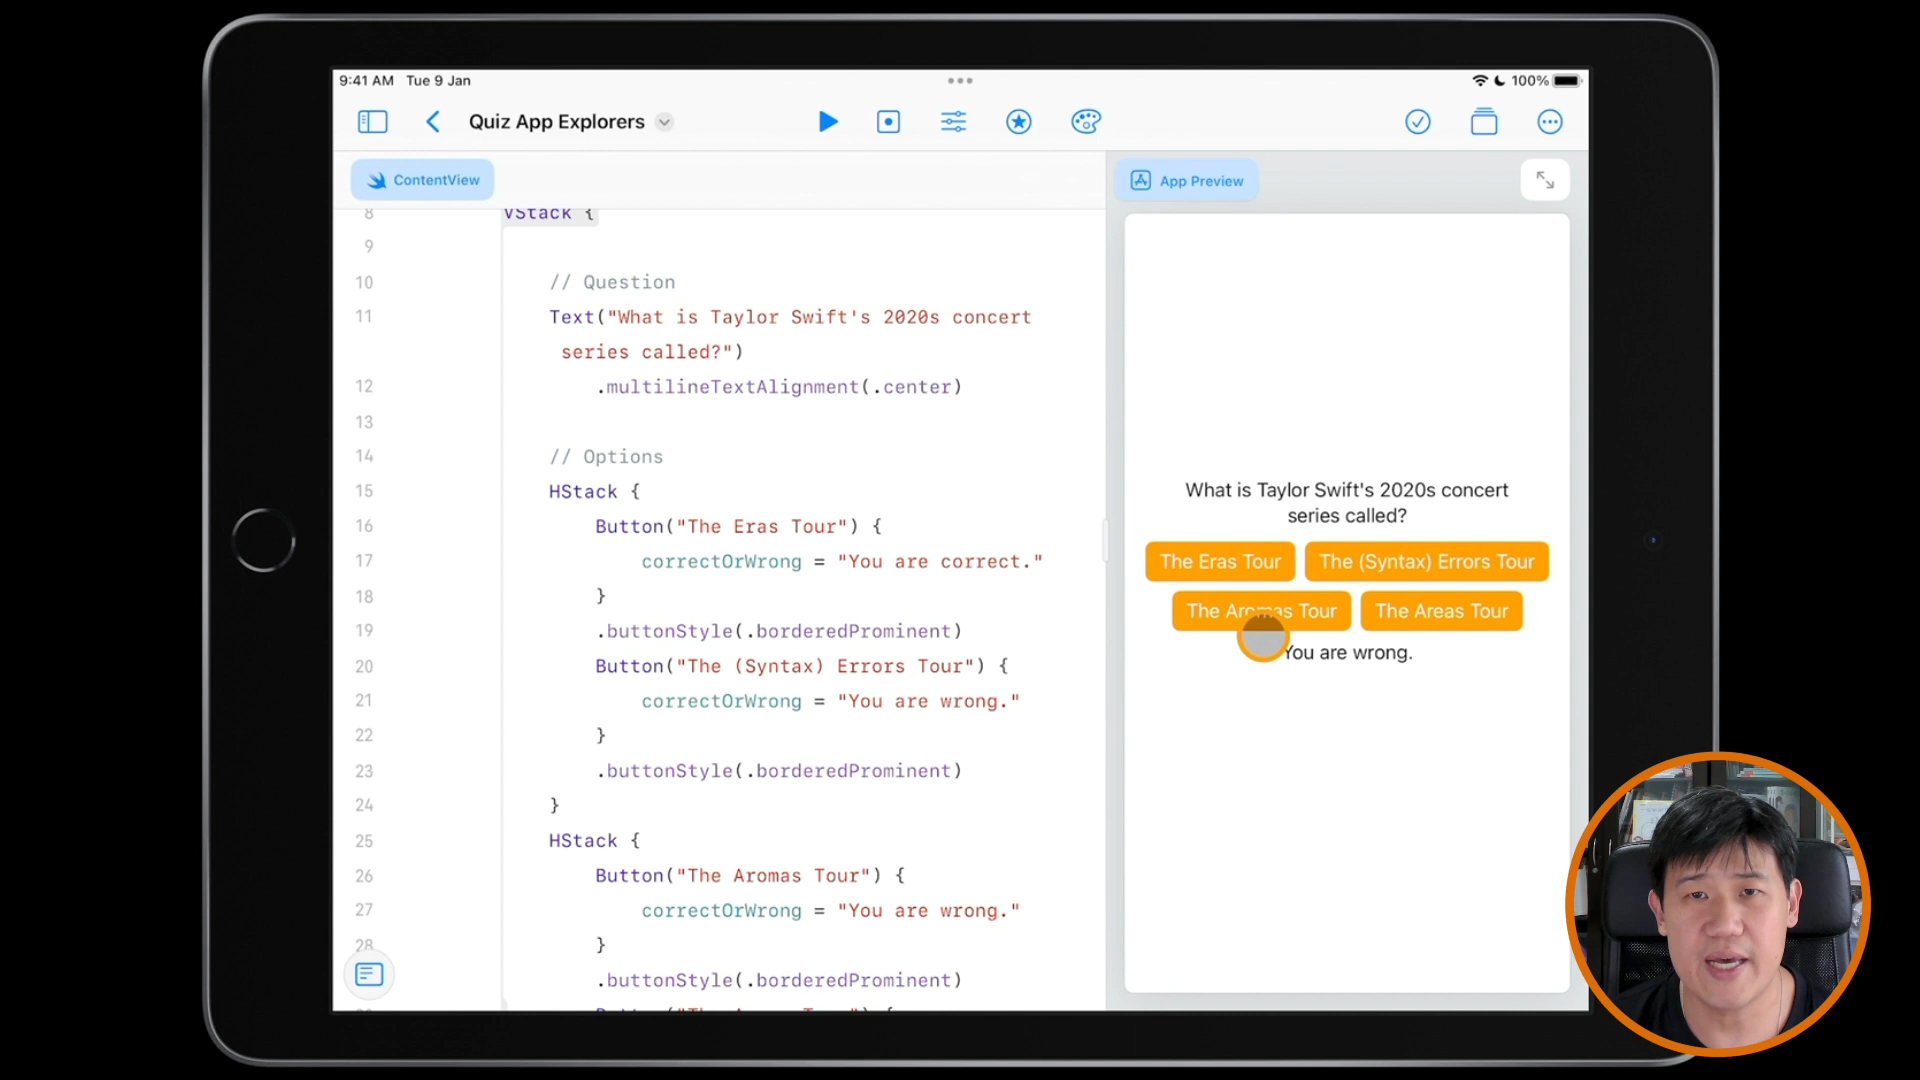 9:41 AM Tue 9 Jan
100%
Quiz App Explorers
ContentView
App Preview
8 VStack {
9
10 // Question
11 Text("What is Taylor Swift's 2020s concert
series called?")
12 .multilineTextAlignment(.center)
13
14 // Options
15 HStack {
16 Button("The Eras Tour") {
17 correctOrWrong = "You are correct."
18 }
19 .buttonStyle(.borderedProminent)
20 Button("The (Syntax) Errors Tour") {
21 correctOrWrong = "You are wrong."
22 }
23 .buttonStyle(.borderedProminent)
24 }
25 HStack {
26 Button("The Aromas Tour") {
27 correctOrWrong = "You are wrong."
28 }
.buttonStyle(.borderedProminent)
What is Taylor Swift's 2020s concert
series called?
The Eras Tour The (Syntax) Errors Tour
The Aromas Tour The Areas Tour
You are wrong.